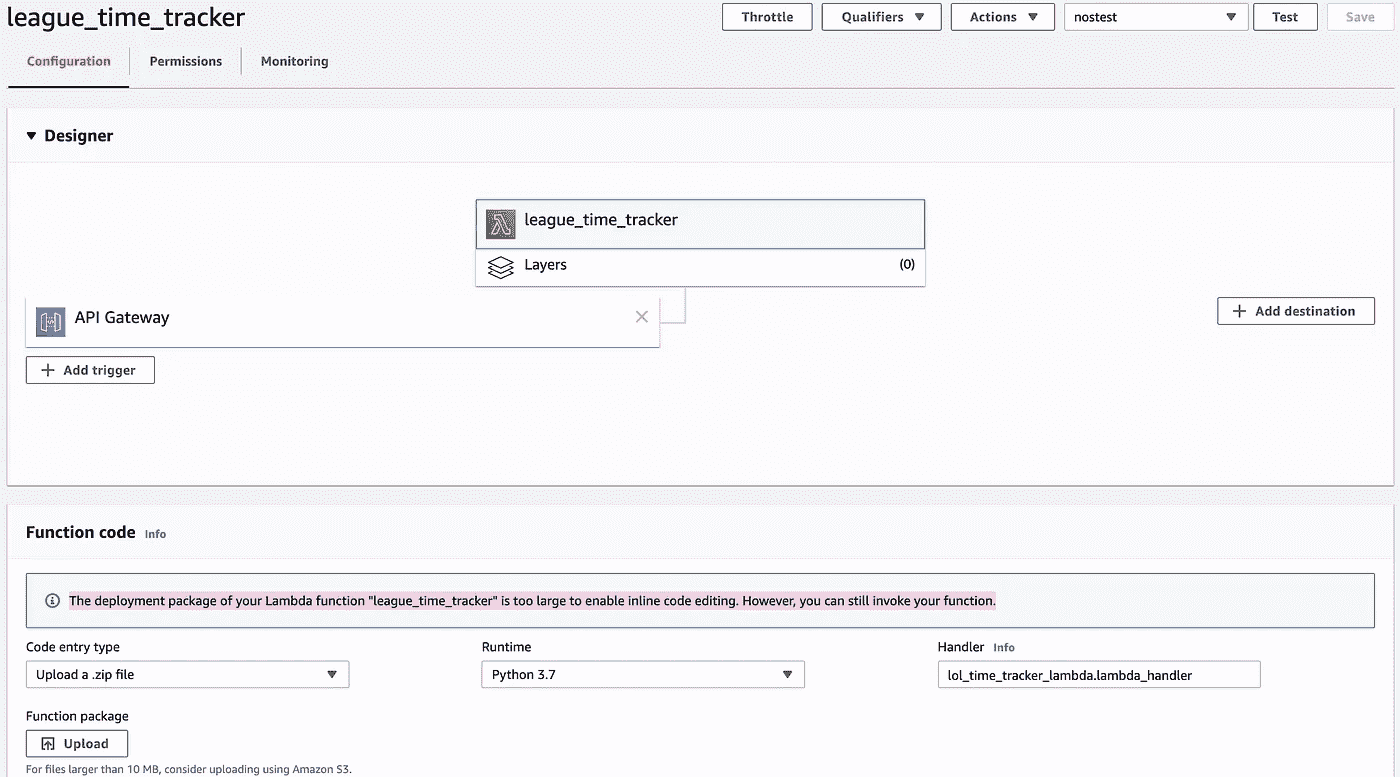 league_time_tracker
Throttle Qualifiers Actions nostest Test Save
Configuration Permissions Monitoring
Designer
league_time_tracker
Layers (0)
API Gateway
Add destination
Add trigger
Function code Info
The deployment package of your Lambda function "league_time_tracker" is too large to enable inline code editing. However, you can still invoke your function.
Code entry type Runtime Handler Info
Upload a .zip file Python 3.7 lol_time_tracker_lambda.lambda_handler
Function package
Upload
For files larger than 10 MB, consider uploading using Amazon S3.